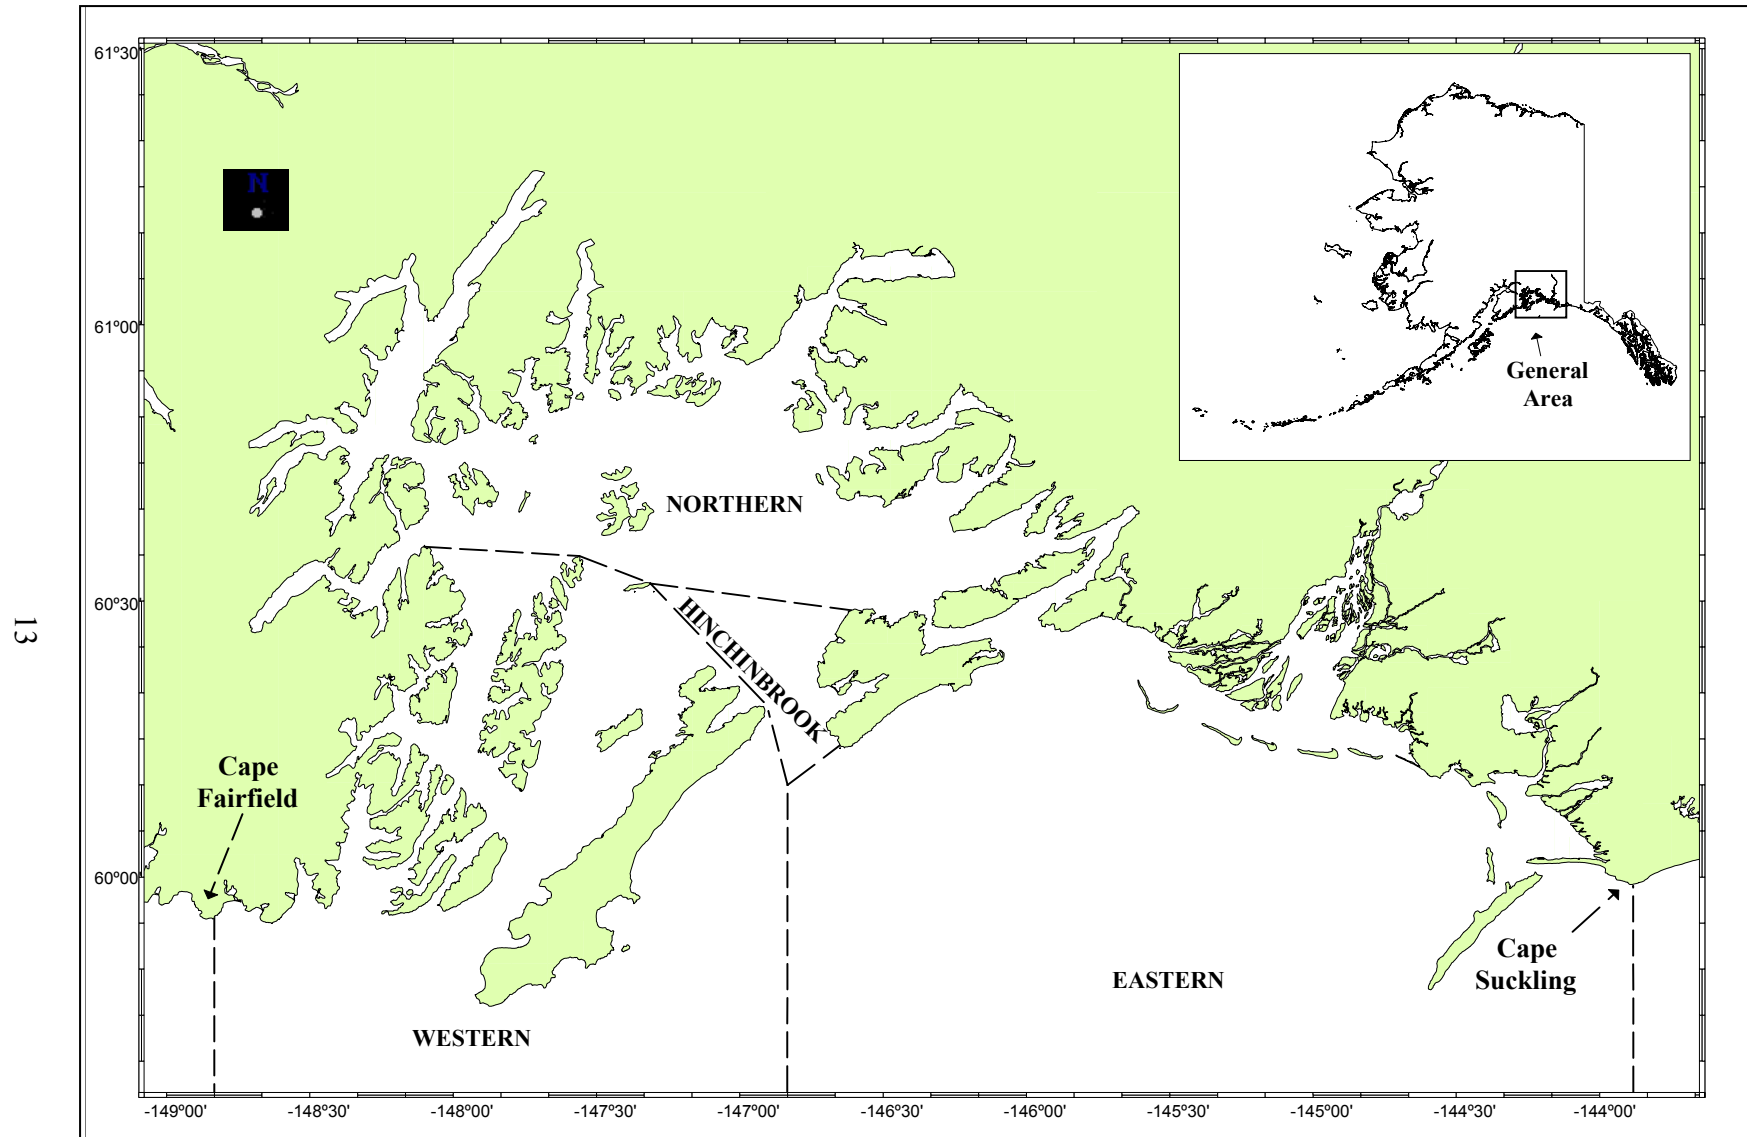 61°30'
N
61°00'
General
Area
NORTHERN
60°30'
HINCHINBROOK
13
Cape
Fairfield
60°00'
Cape
Suckling
EASTERN
WESTERN
-149°00'
-148°30'
-148°00'
-147°30'
-147°00'
-146°30'
-146°00'
-145°30'
-145°00'
-144°30'
-144°00'